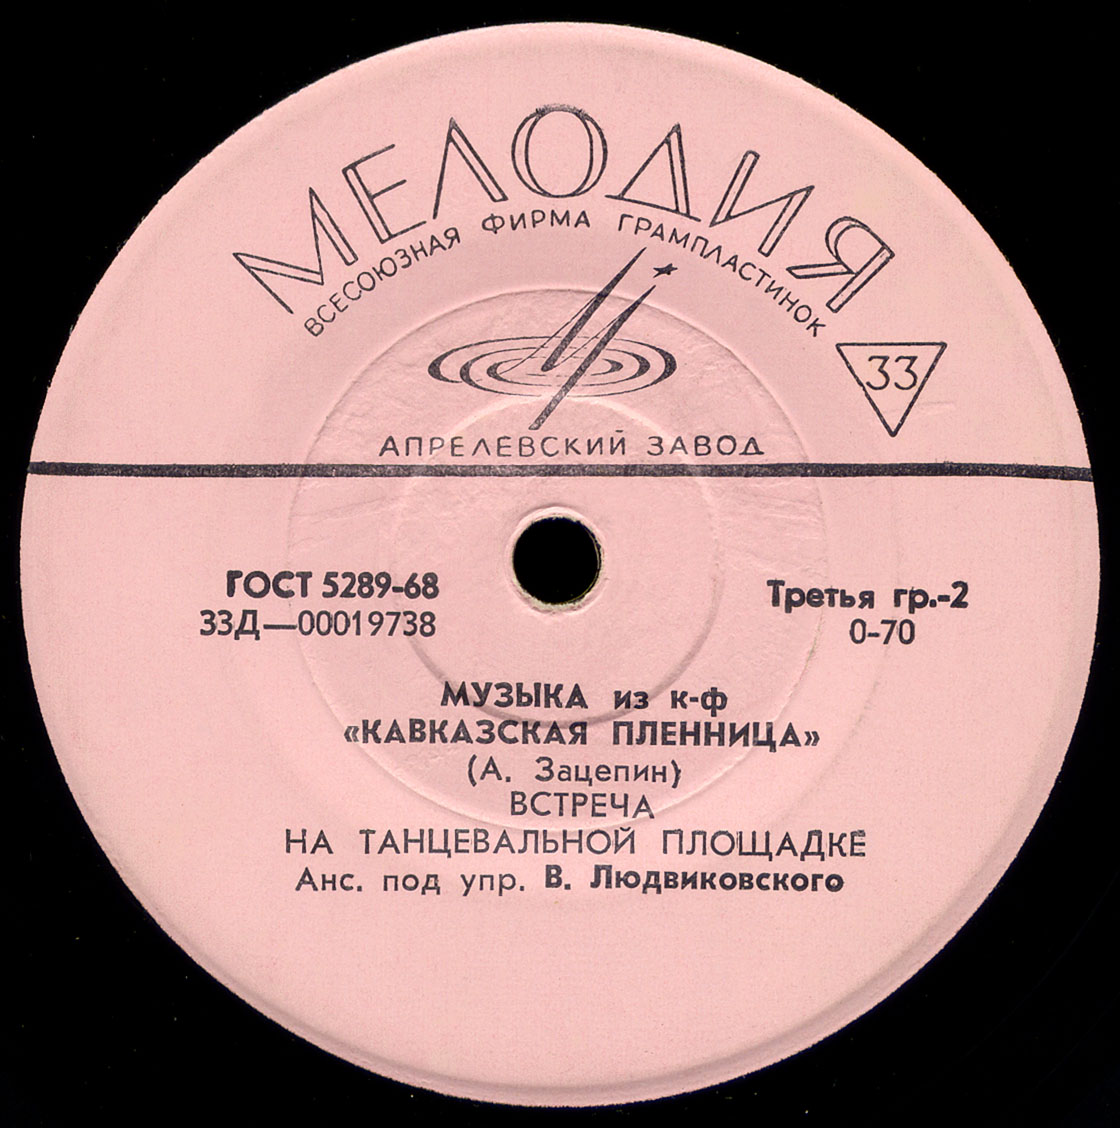 МЕЛОДИЯ
ВСЕСОЮЗНАЯ ФИРМА ГРАМПЛАСТИНОК
33
АПРЕЛЕВСКИЙ ЗАВОД
ГОСТ 5289-68
33Д—00019738
Третья гр.-2
0-70
МУЗЫКА из к-ф
«КАВКАЗСКАЯ ПЛЕННИЦА»
(А. Зацепин)
ВСТРЕЧА
НА ТАНЦЕВАЛЬНОЙ ПЛОЩАДКЕ
Анс. под упр. В. Людвиковского